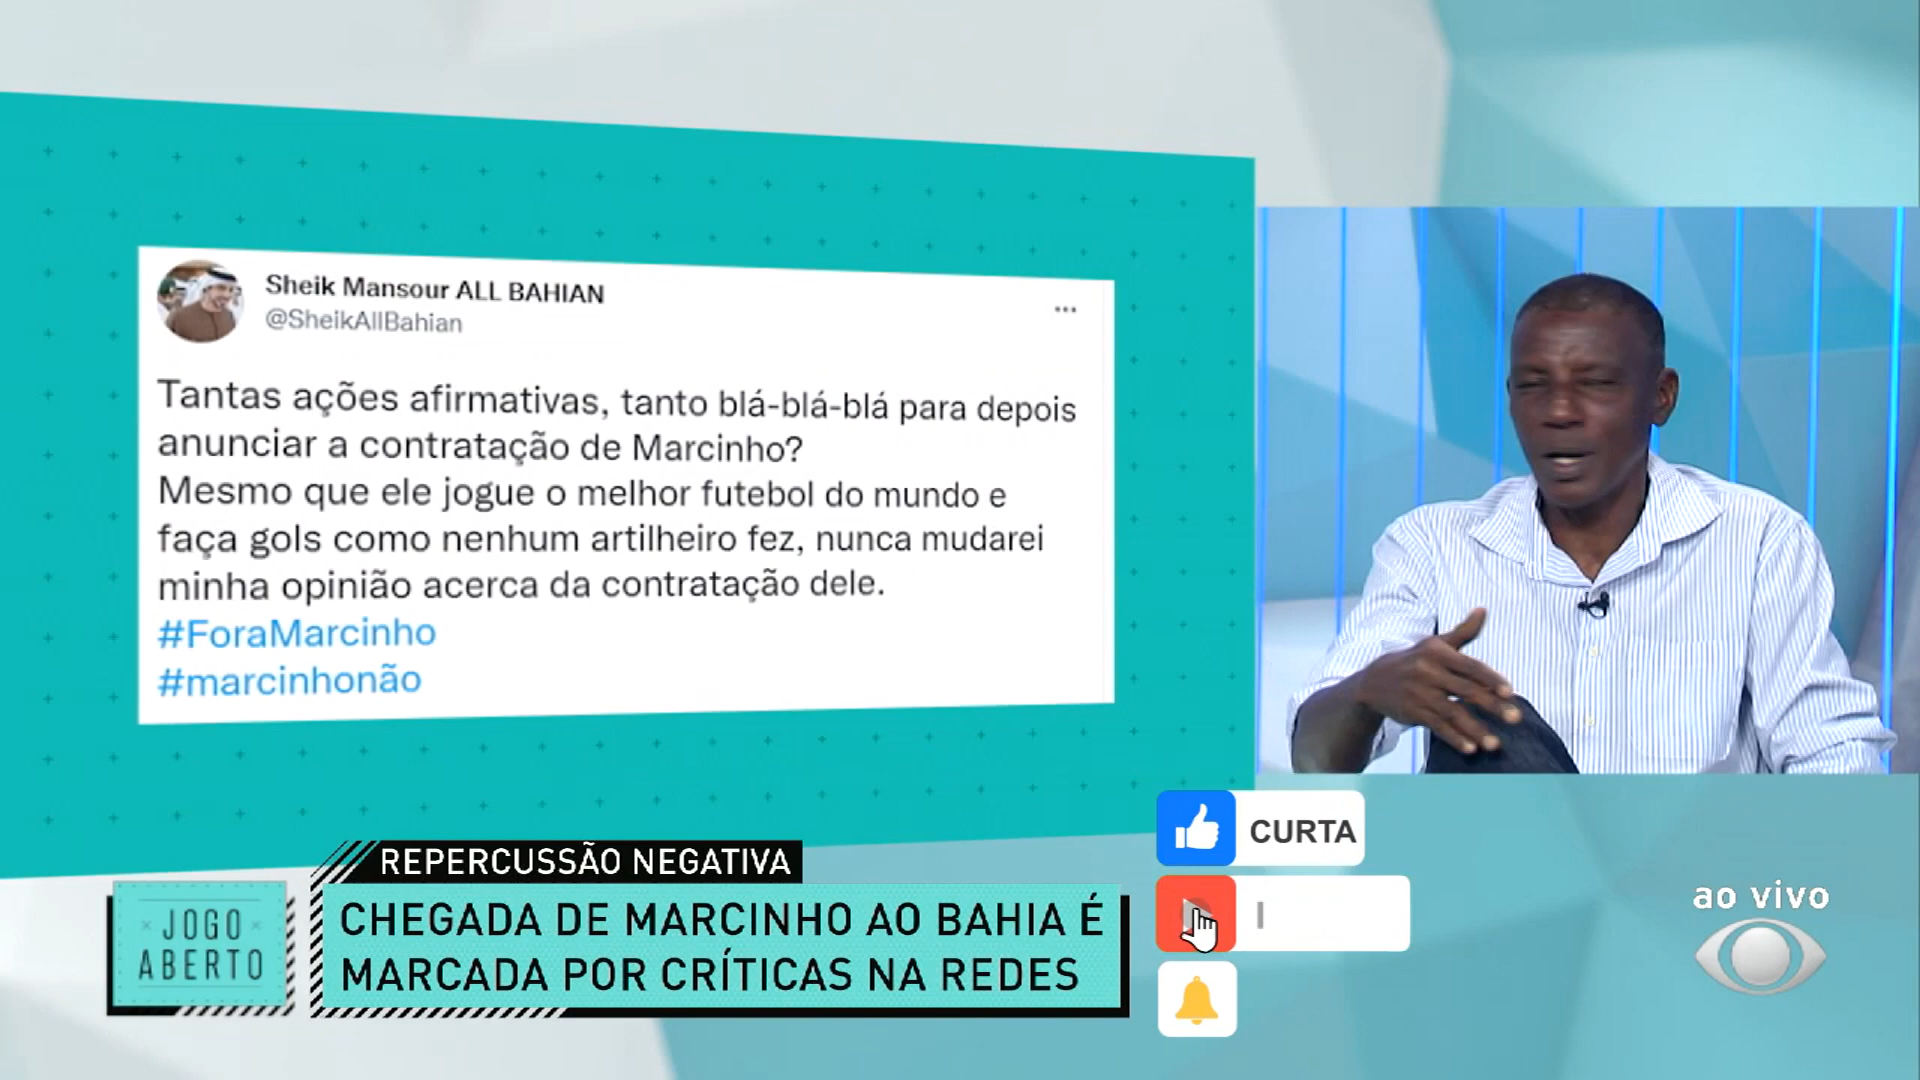 Sheik Mansour ALL BAHIAN
@SheikAllBahian
Tantas ações afirmativas, tanto blá-blá-blá para depois
anunciar a contratação de Marcinho?
Mesmo que ele jogue o melhor futebol do mundo e
faça gols como nenhum artilheiro fez, nunca mudarei
minha opinião acerca da contratação dele.
#ForaMarcinho
#marcinhonão
REPERCUSSÃO NEGATIVA
CHEGADA DE MARCINHO AO BAHIA É
MARCADA POR CRÍTICAS NA REDES
JOGO
ABERTO
CURTA
I
ao vivo